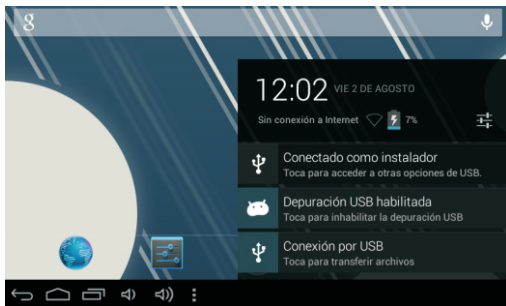 8
12:02 VIE 2 DE AGOSTO
Sin conexión a Internet 7%
Conectado como instalador
Toca para acceder a otras opciones de USB.
Depuración USB habilitada
Toca para inhabilitar la depuración USB
Conexión por USB
Toca para transferir archivos